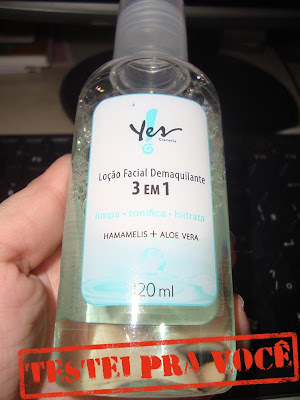 Yes!
Cosmetics
Loção Facial Demaquilante
3 EM 1
limpa • tonifica • hidrata
HAMAMELIS + ALOE VERA
120 ml
TESTEI PRA VOCÊ